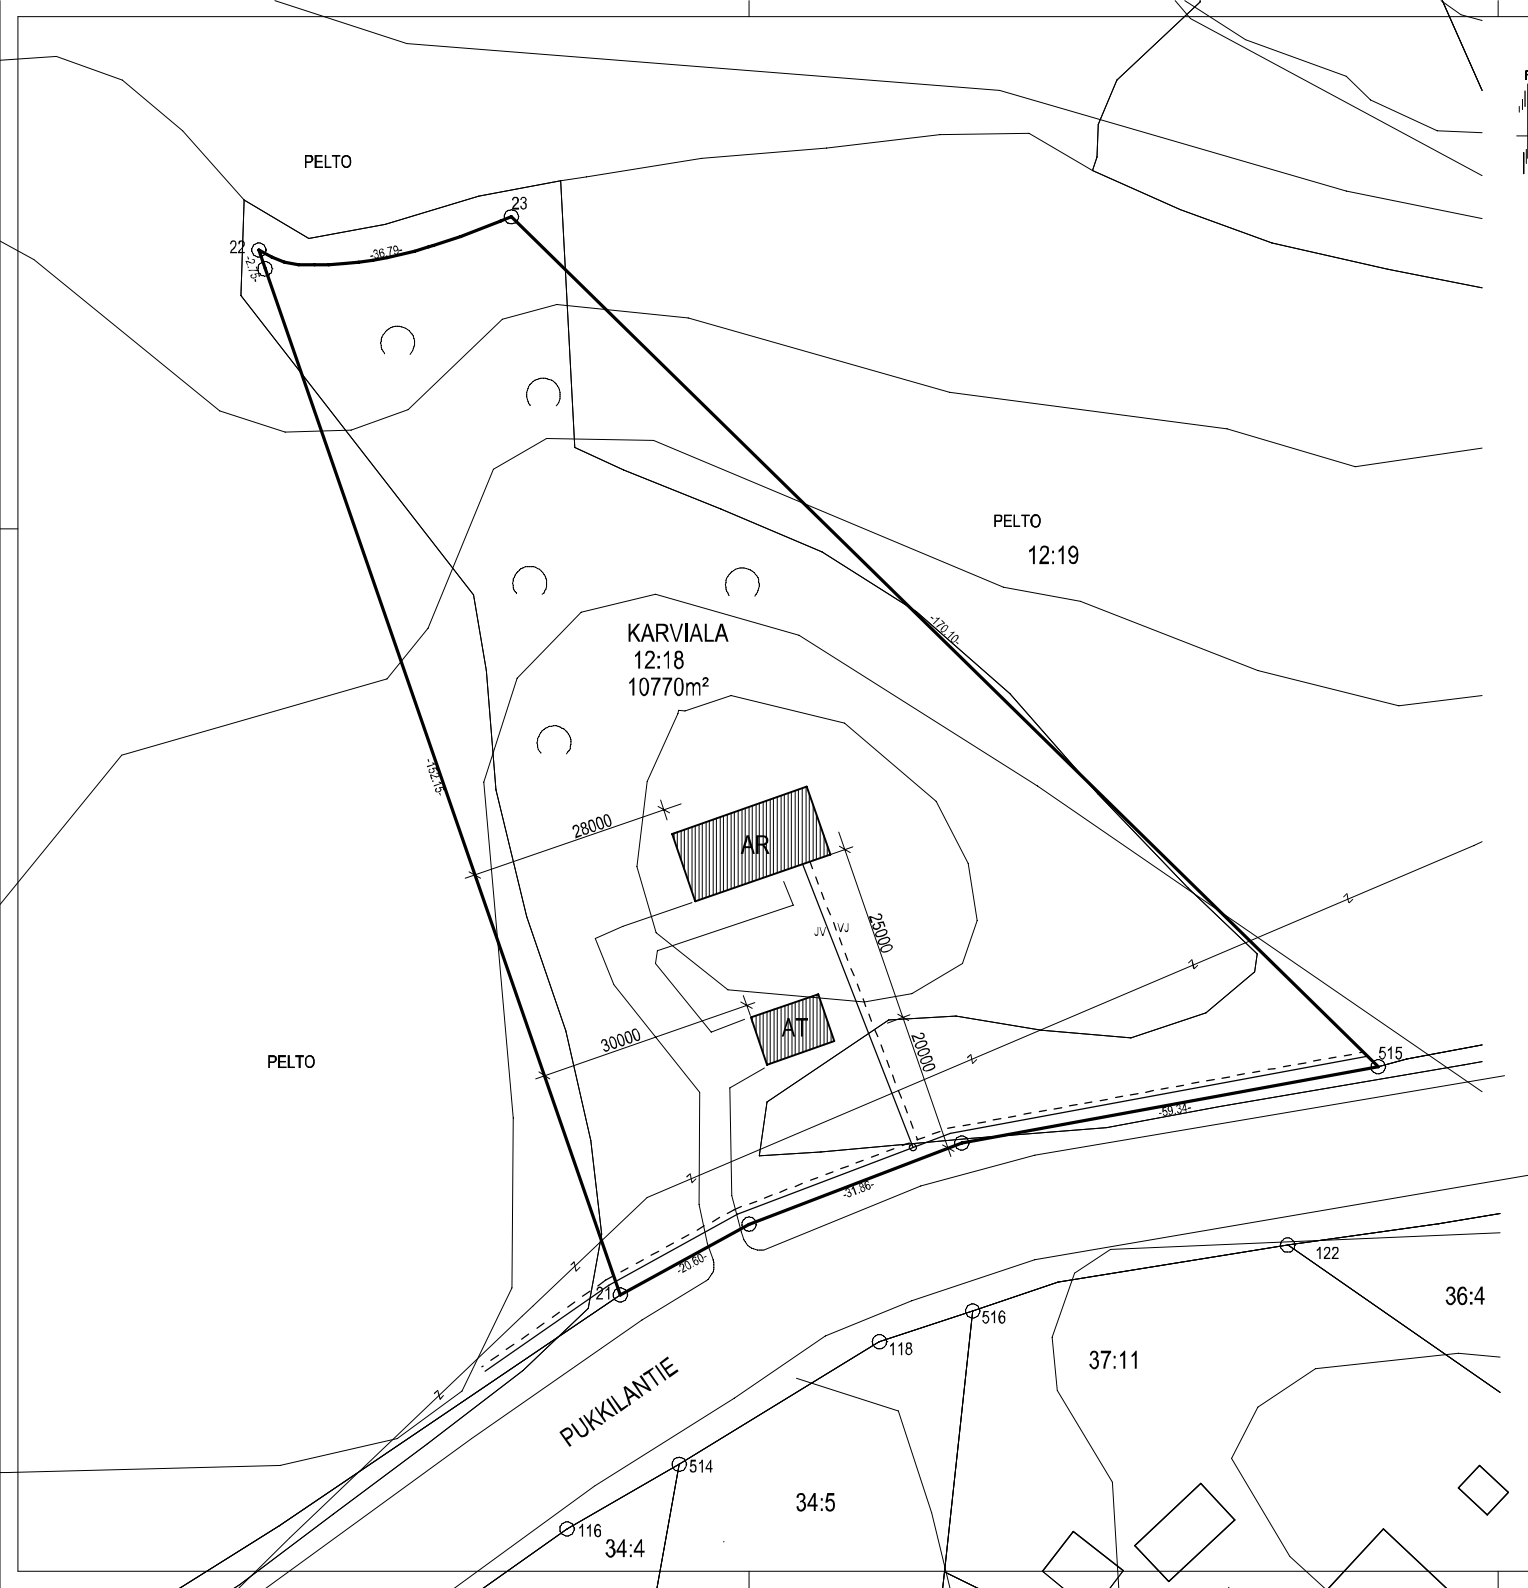 PELTO
23
22
-36.79-
-2.75-
PELTO
12:19
-170.10-
KARVIALA
12:18
10770m²
-152.15-
28000
AR
JV
VJ
25000
Z
Z
30000
AT
20000
Z
PELTO
515
-59.34-
Z
-31.86-
Z
-20.60-
21
122
36:4
516
118
37:11
Z
PUKKILANTIE
514
34:5
116
34:4